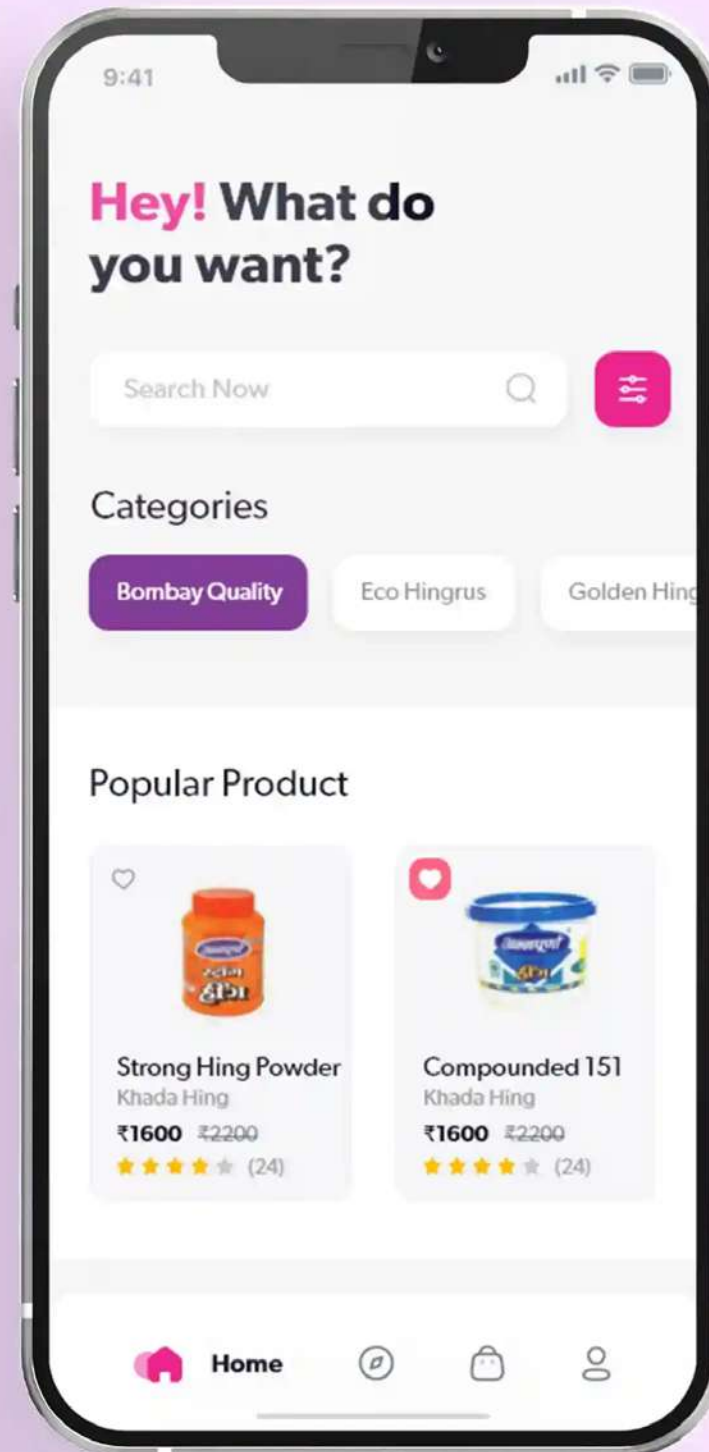 9:41
Hey! What do
you want?
Search Now
Categories
Bombay Quality
Eco Hingrus
Golden Hing
Popular Product
स्ट्रोंग
हींग
हींग
Strong Hing Powder
Compounded 151
Khada Hing
Khada Hing
₹1600 ₹2200
₹1600 ₹2200
(24)
(24)
Home